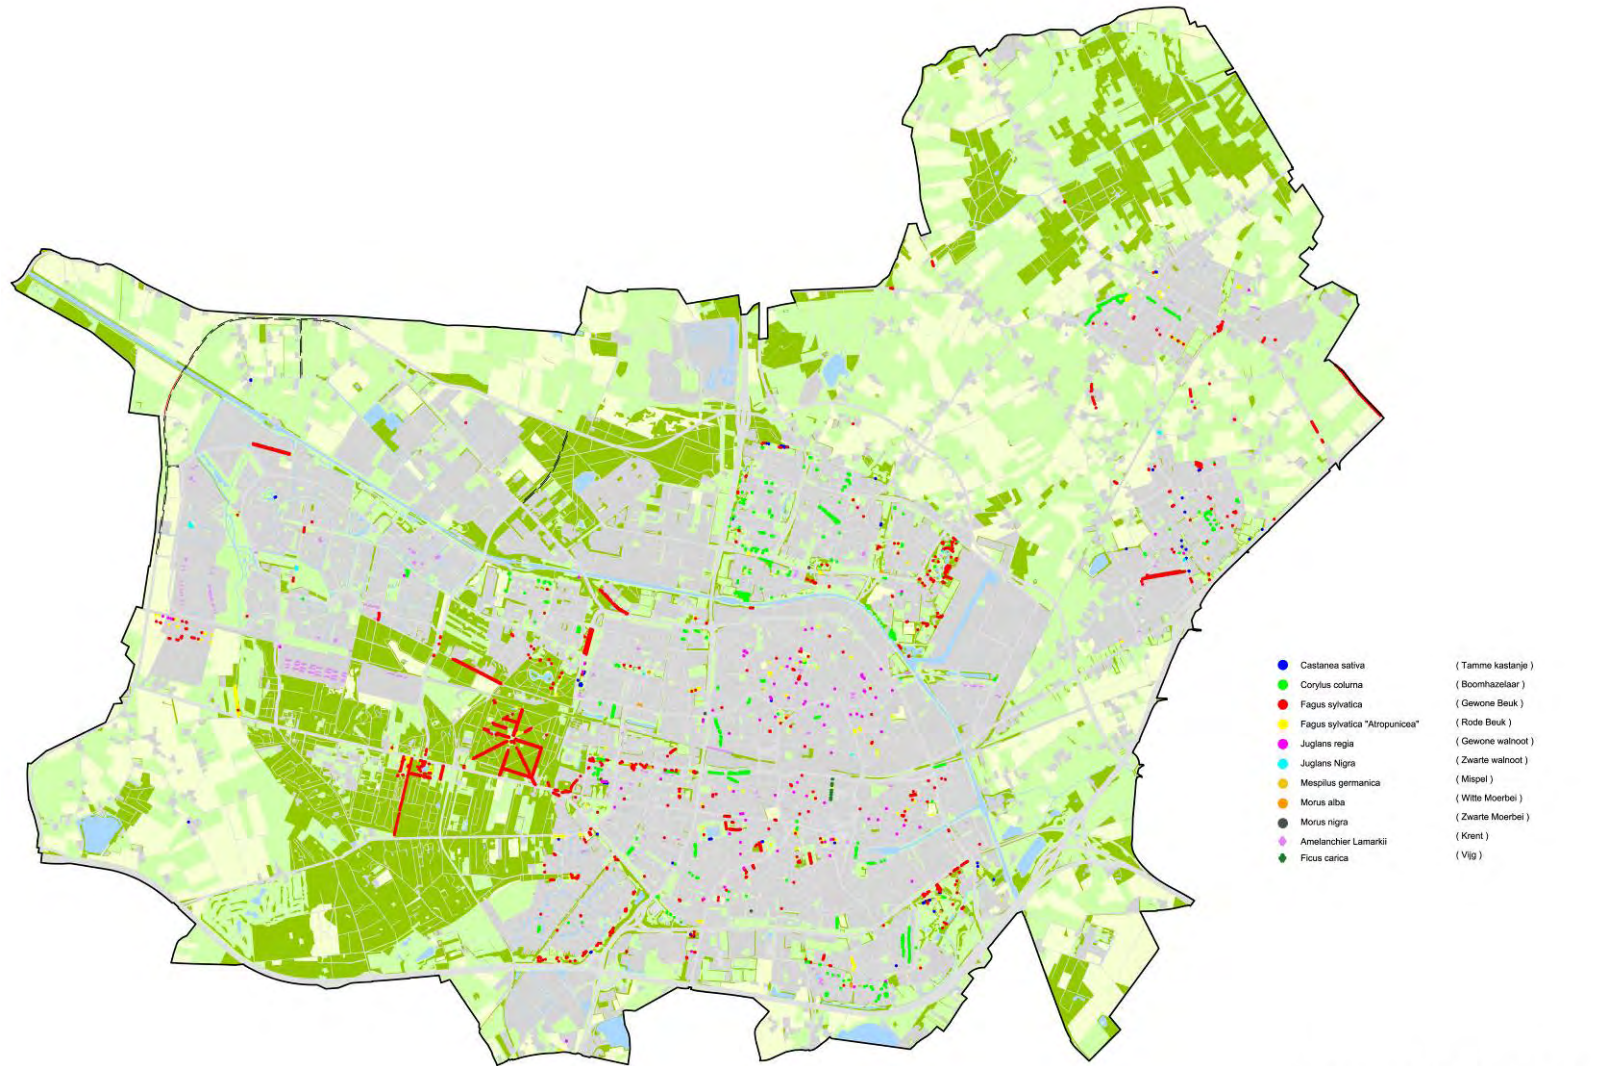 Castanea sativa ( Tamme kastanje )
Corylus colurna ( Boomhazelaar )
Fagus sylvatica ( Gewone Beuk )
Fagus sylvatica "Atropunicea" ( Rode Beuk )
Juglans regia ( Gewone walnoot )
Juglans Nigra ( Zwarte walnoot )
Mespilus germanica ( Mispel )
Morus alba ( Witte Moerbei )
Morus nigra ( Zwarte Moerbei )
Amelanchier Lamarkii ( Krent )
Ficus carica ( Vijg )